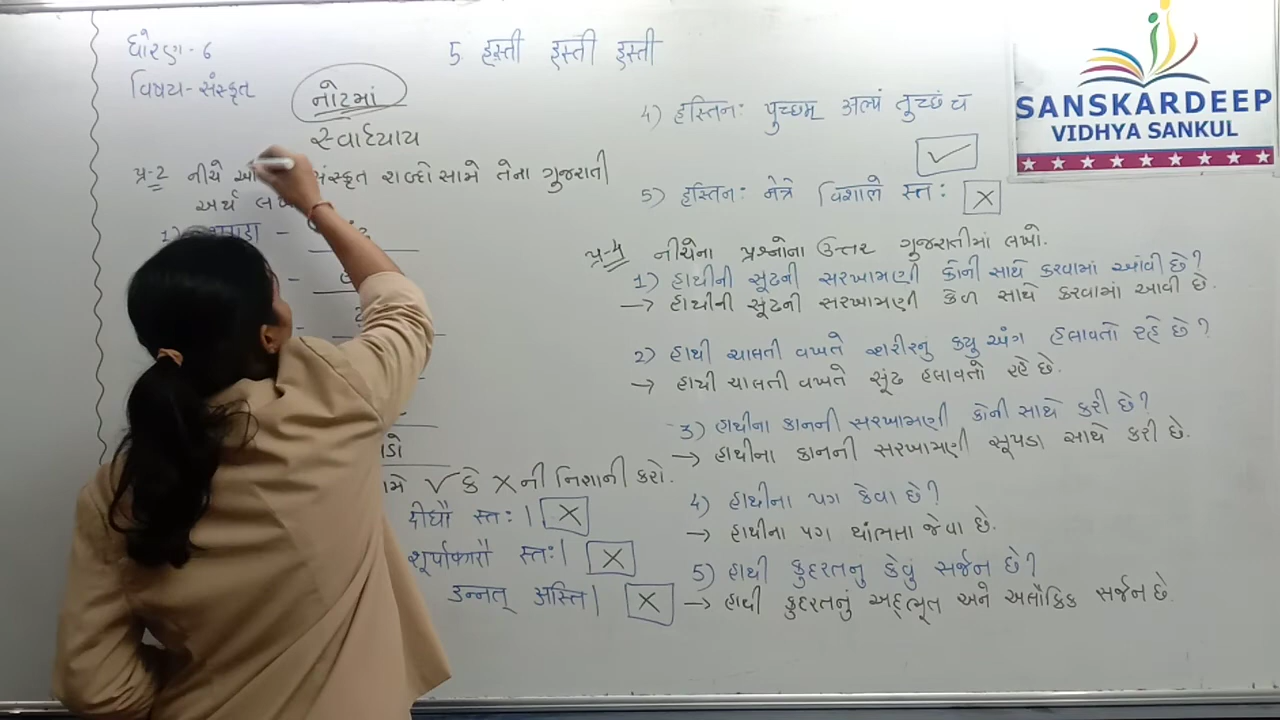 ધોરણ - ૬
5. हस्ती हस्ती हस्ती
વિષય - સંસ્કૃત
નોટમાં
સ્વાધ્યાય
પ્ર-2 નીચે સંસ્કૃત શબ્દો સામે તેના ગુજરાતી
અર્થ
1)
સામે ✓ કે X ની નિશાની કરો.
दीर्घौ स्तः। X
शूर्पाकारौ स्तः। X
उन्नत् अस्ति। X
4) हस्तिनः पुच्छम् अल्पं तुच्छं च
✓
5) हस्तिनः नेत्रे विशाले स्तः X
પ્ર-4 નીચેના પ્રશ્નોના ઉત્તર ગુજરાતીમાં લખો.
1) હાથીની સૂંઢની સરખામણી કોની સાથે કરવામાં આવી છે?
→ હાથીની સૂંઢની સરખામણી કેળ સાથે કરવામાં આવી છે.
2) હાથી ચાલતી વખતે શરીરનું કયુ અંગ હલાવતો રહે છે?
→ હાથી ચાલતી વખતે સૂંઢ હલાવતો રહે છે.
3) હાથીના કાનની સરખામણી કોની સાથે કરી છે?
→ હાથીના કાનની સરખામણી સૂપડા સાથે કરી છે.
4) હાથીના પગ કેવા છે?
→ હાથીના પગ થાંભલા જેવા છે.
5) હાથી કુદરતનું કેવું સર્જન છે?
→ હાથી કુદરતનું અદ્ભૂત અને અલૌકિક સર્જન છે.
SANSKARDEEP
VIDHYA SANKUL